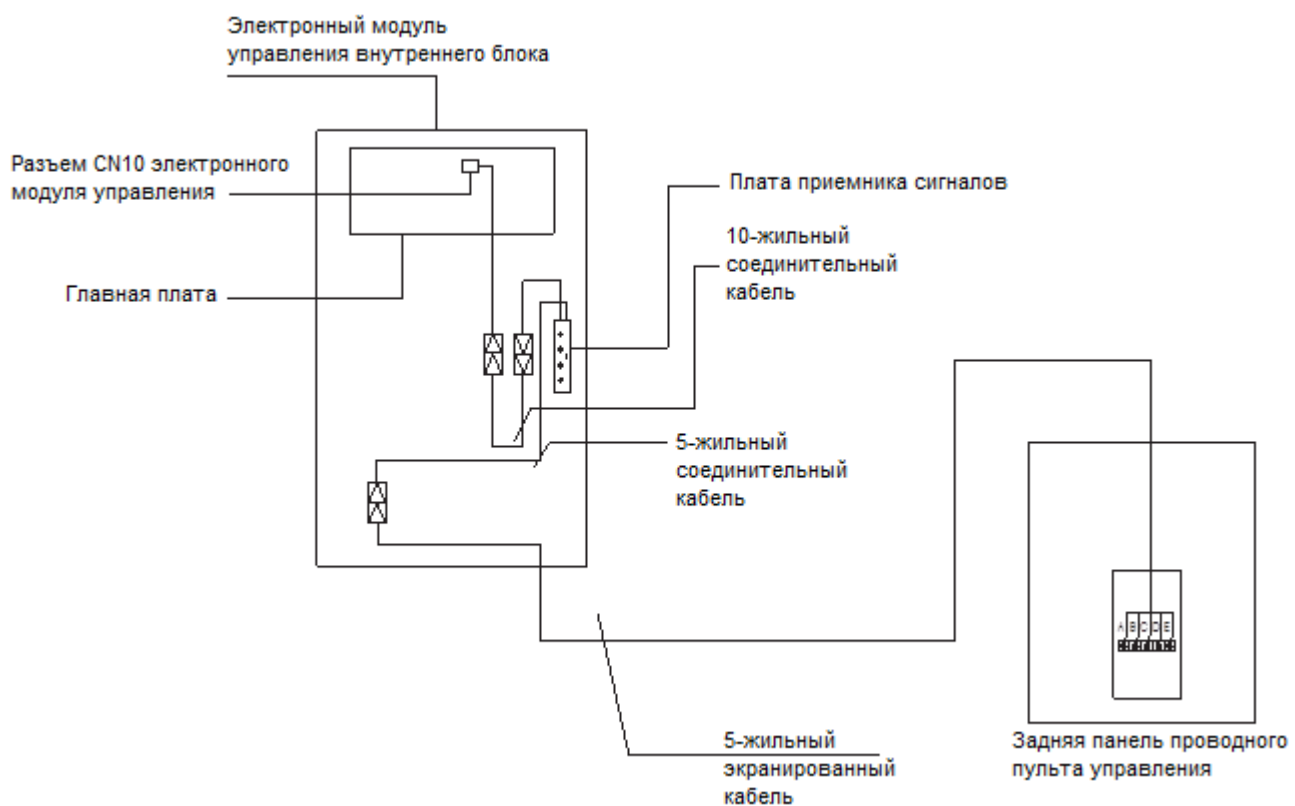 Электронный модуль
управления внутреннего блока
Разъем CN10 электронного
модуля управления
Плата приемника сигналов
10-жильный
соединительный
кабель
Главная плата
5-жильный
соединительный
кабель
A B C D E
5-жильный
экранированный
кабель
Задняя панель проводного
пульта управления